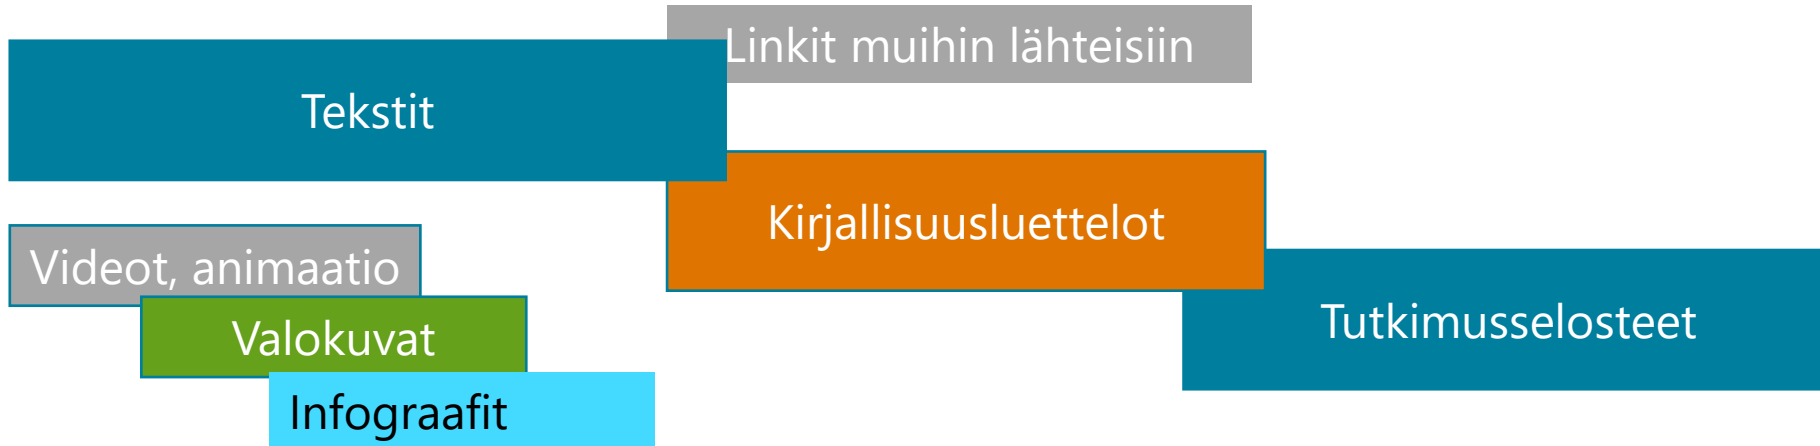 Linkit muihin lähteisiin
Tekstit
Kirjallisuusluettelot
Videot, animaatio
Valokuvat
Tutkimusselosteet
Infograafit